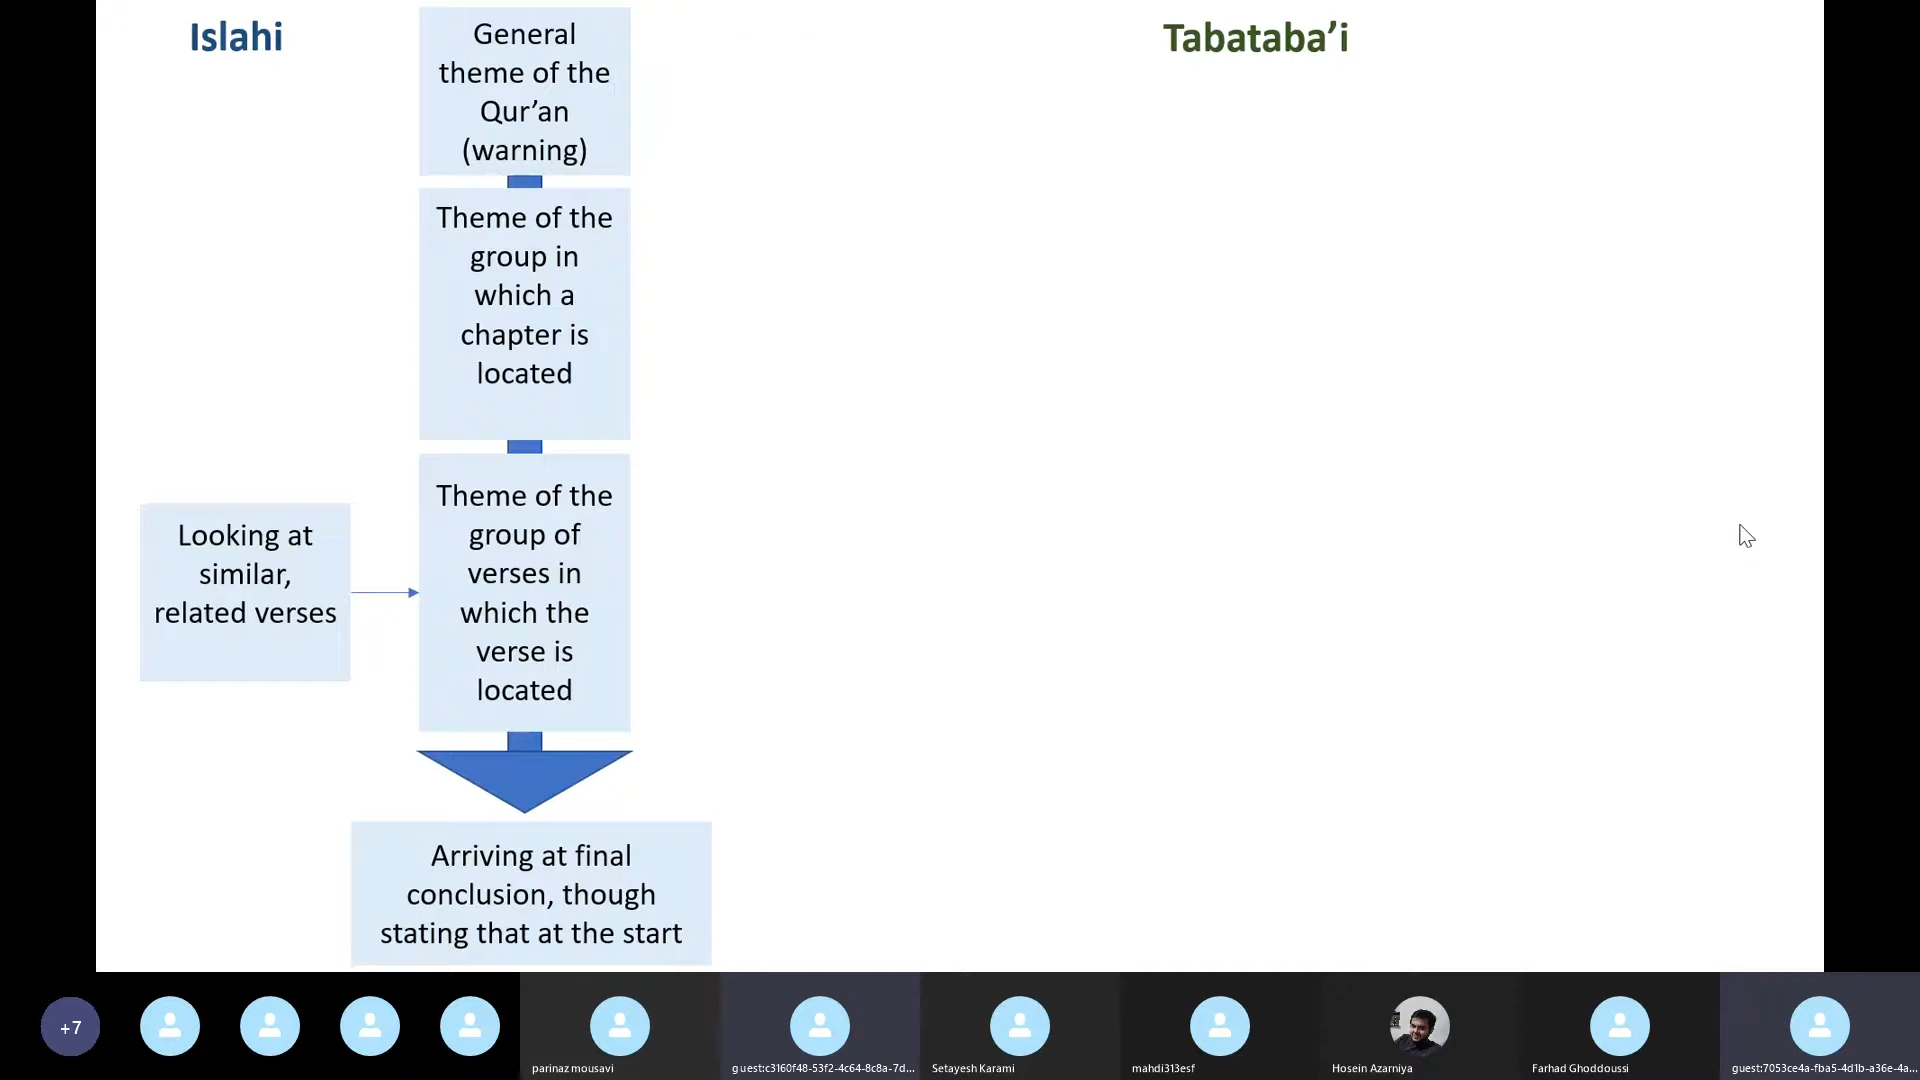 Islahi
Tabataba’i
General
theme of the
Qur’an
(warning)
Theme of the
group in
which a
chapter is
located
Looking at
similar,
related verses
Theme of the
group of
verses in
which the
verse is
located
Arriving at final
conclusion, though
stating that at the start
+7
parinaz mousavi
guest:c3160f48-53f2-4c64-8c8a-7d...
Setayesh Karami
mahdi313esf
Hosein Azarniya
Farhad Ghoddoussi
guest:7053ce4a-fba5-4d1b-a36e-4a...